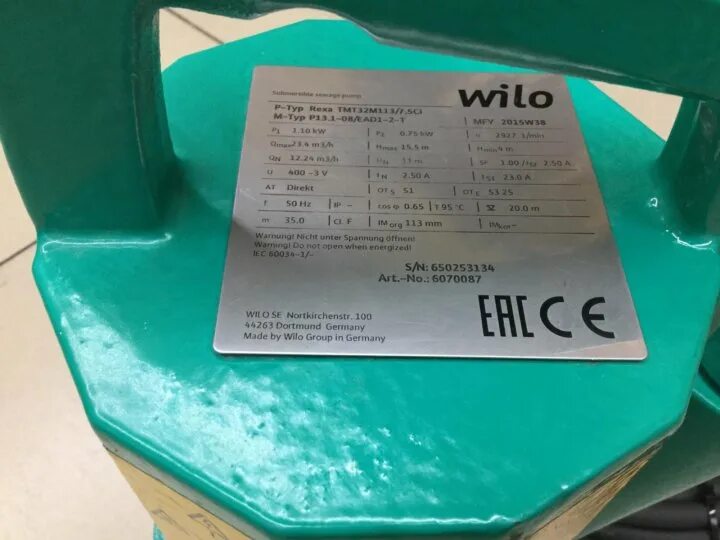 Submersible sewage pump
wilo
P-Typ Rexa TMT32M113/7,5Ci
M-Typ P13.1-08/EAD1-2-T
MFY 2015W38
P1 1.10 kW P2 0.75 kW n 2927 1/min
Qmax 23.4 m3/h Hmax 15,5 m Hmin 4 m
QN 12.24 m3/h HN 11 m SF 1.00 / ISF 2,50 A
U 400 ~3 V IN 2.50 A IST 23.0 A
AT Direkt OTS S1 OTE S3 25
f 50 Hz IP - cos φ 0.65 T 95 °C 20.0 m
m 35.0 Cl. F IMorg 113 mm IMkor -
Warnung! Nicht unter Spannung öffnen!
Warning! Do not open when energized!
IEC 60034-1/-
S/N: 650253134
Art.-No.: 6070087
WILO SE Nortkirchenstr. 100
44263 Dortmund Germany
Made by Wilo Group in Germany
EAC CE